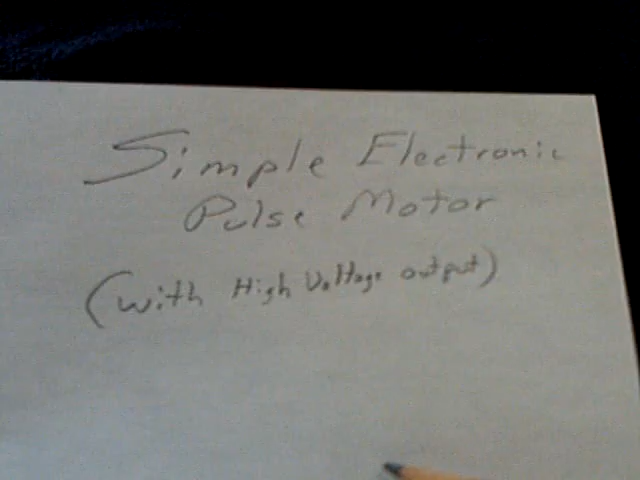 Simple Electronic
Pulse Motor
(with High Voltage output)